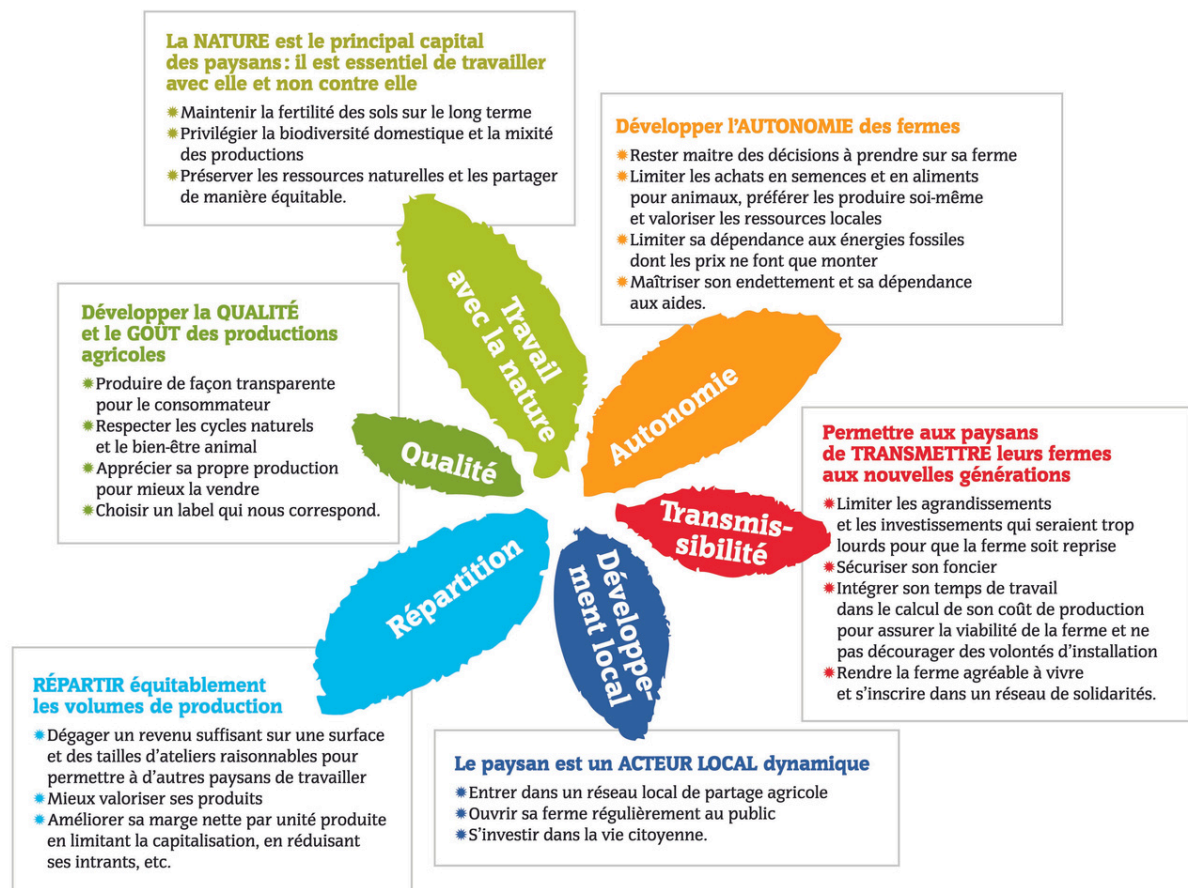 La NATURE est le principal capital
des paysans : il est essentiel de travailler
avec elle et non contre elle
Maintenir la fertilité des sols sur le long terme
Privilégier la biodiversité domestique et la mixité
des productions
Préserver les ressources naturelles et les partager
de manière équitable.
Développer l'AUTONOMIE des fermes
Rester maitre des décisions à prendre sur sa ferme
Limiter les achats en semences et en aliments
pour animaux, préférer les produire soi-même
et valoriser les ressources locales
Limiter sa dépendance aux énergies fossiles
dont les prix ne font que monter
Maîtriser son endettement et sa dépendance
aux aides.
Développer la QUALITÉ
et le GOÛT des productions
agricoles
Produire de façon transparente
pour le consommateur
Respecter les cycles naturels
et le bien-être animal
Apprécier sa propre production
pour mieux la vendre
Choisir un label qui nous correspond.
Travail
avec la nature
Autonomie
Qualité
Transmis-
sibilité
Répartition
Développe-
ment local
Permettre aux paysans
de TRANSMETTRE leurs fermes
aux nouvelles générations
Limiter les agrandissements
et les investissements qui seraient trop
lourds pour que la ferme soit reprise
Sécuriser son foncier
Intégrer son temps de travail
dans le calcul de son coût de production
pour assurer la viabilité de la ferme et ne
pas décourager des volontés d'installation
Rendre la ferme agréable à vivre
et s'inscrire dans un réseau de solidarités.
RÉPARTIR équitablement
les volumes de production
Dégager un revenu suffisant sur une surface
et des tailles d'ateliers raisonnables pour
permettre à d'autres paysans de travailler
Mieux valoriser ses produits
Améliorer sa marge nette par unité produite
en limitant la capitalisation, en réduisant
ses intrants, etc.
Le paysan est un ACTEUR LOCAL dynamique
Entrer dans un réseau local de partage agricole
Ouvrir sa ferme régulièrement au public
S'investir dans la vie citoyenne.